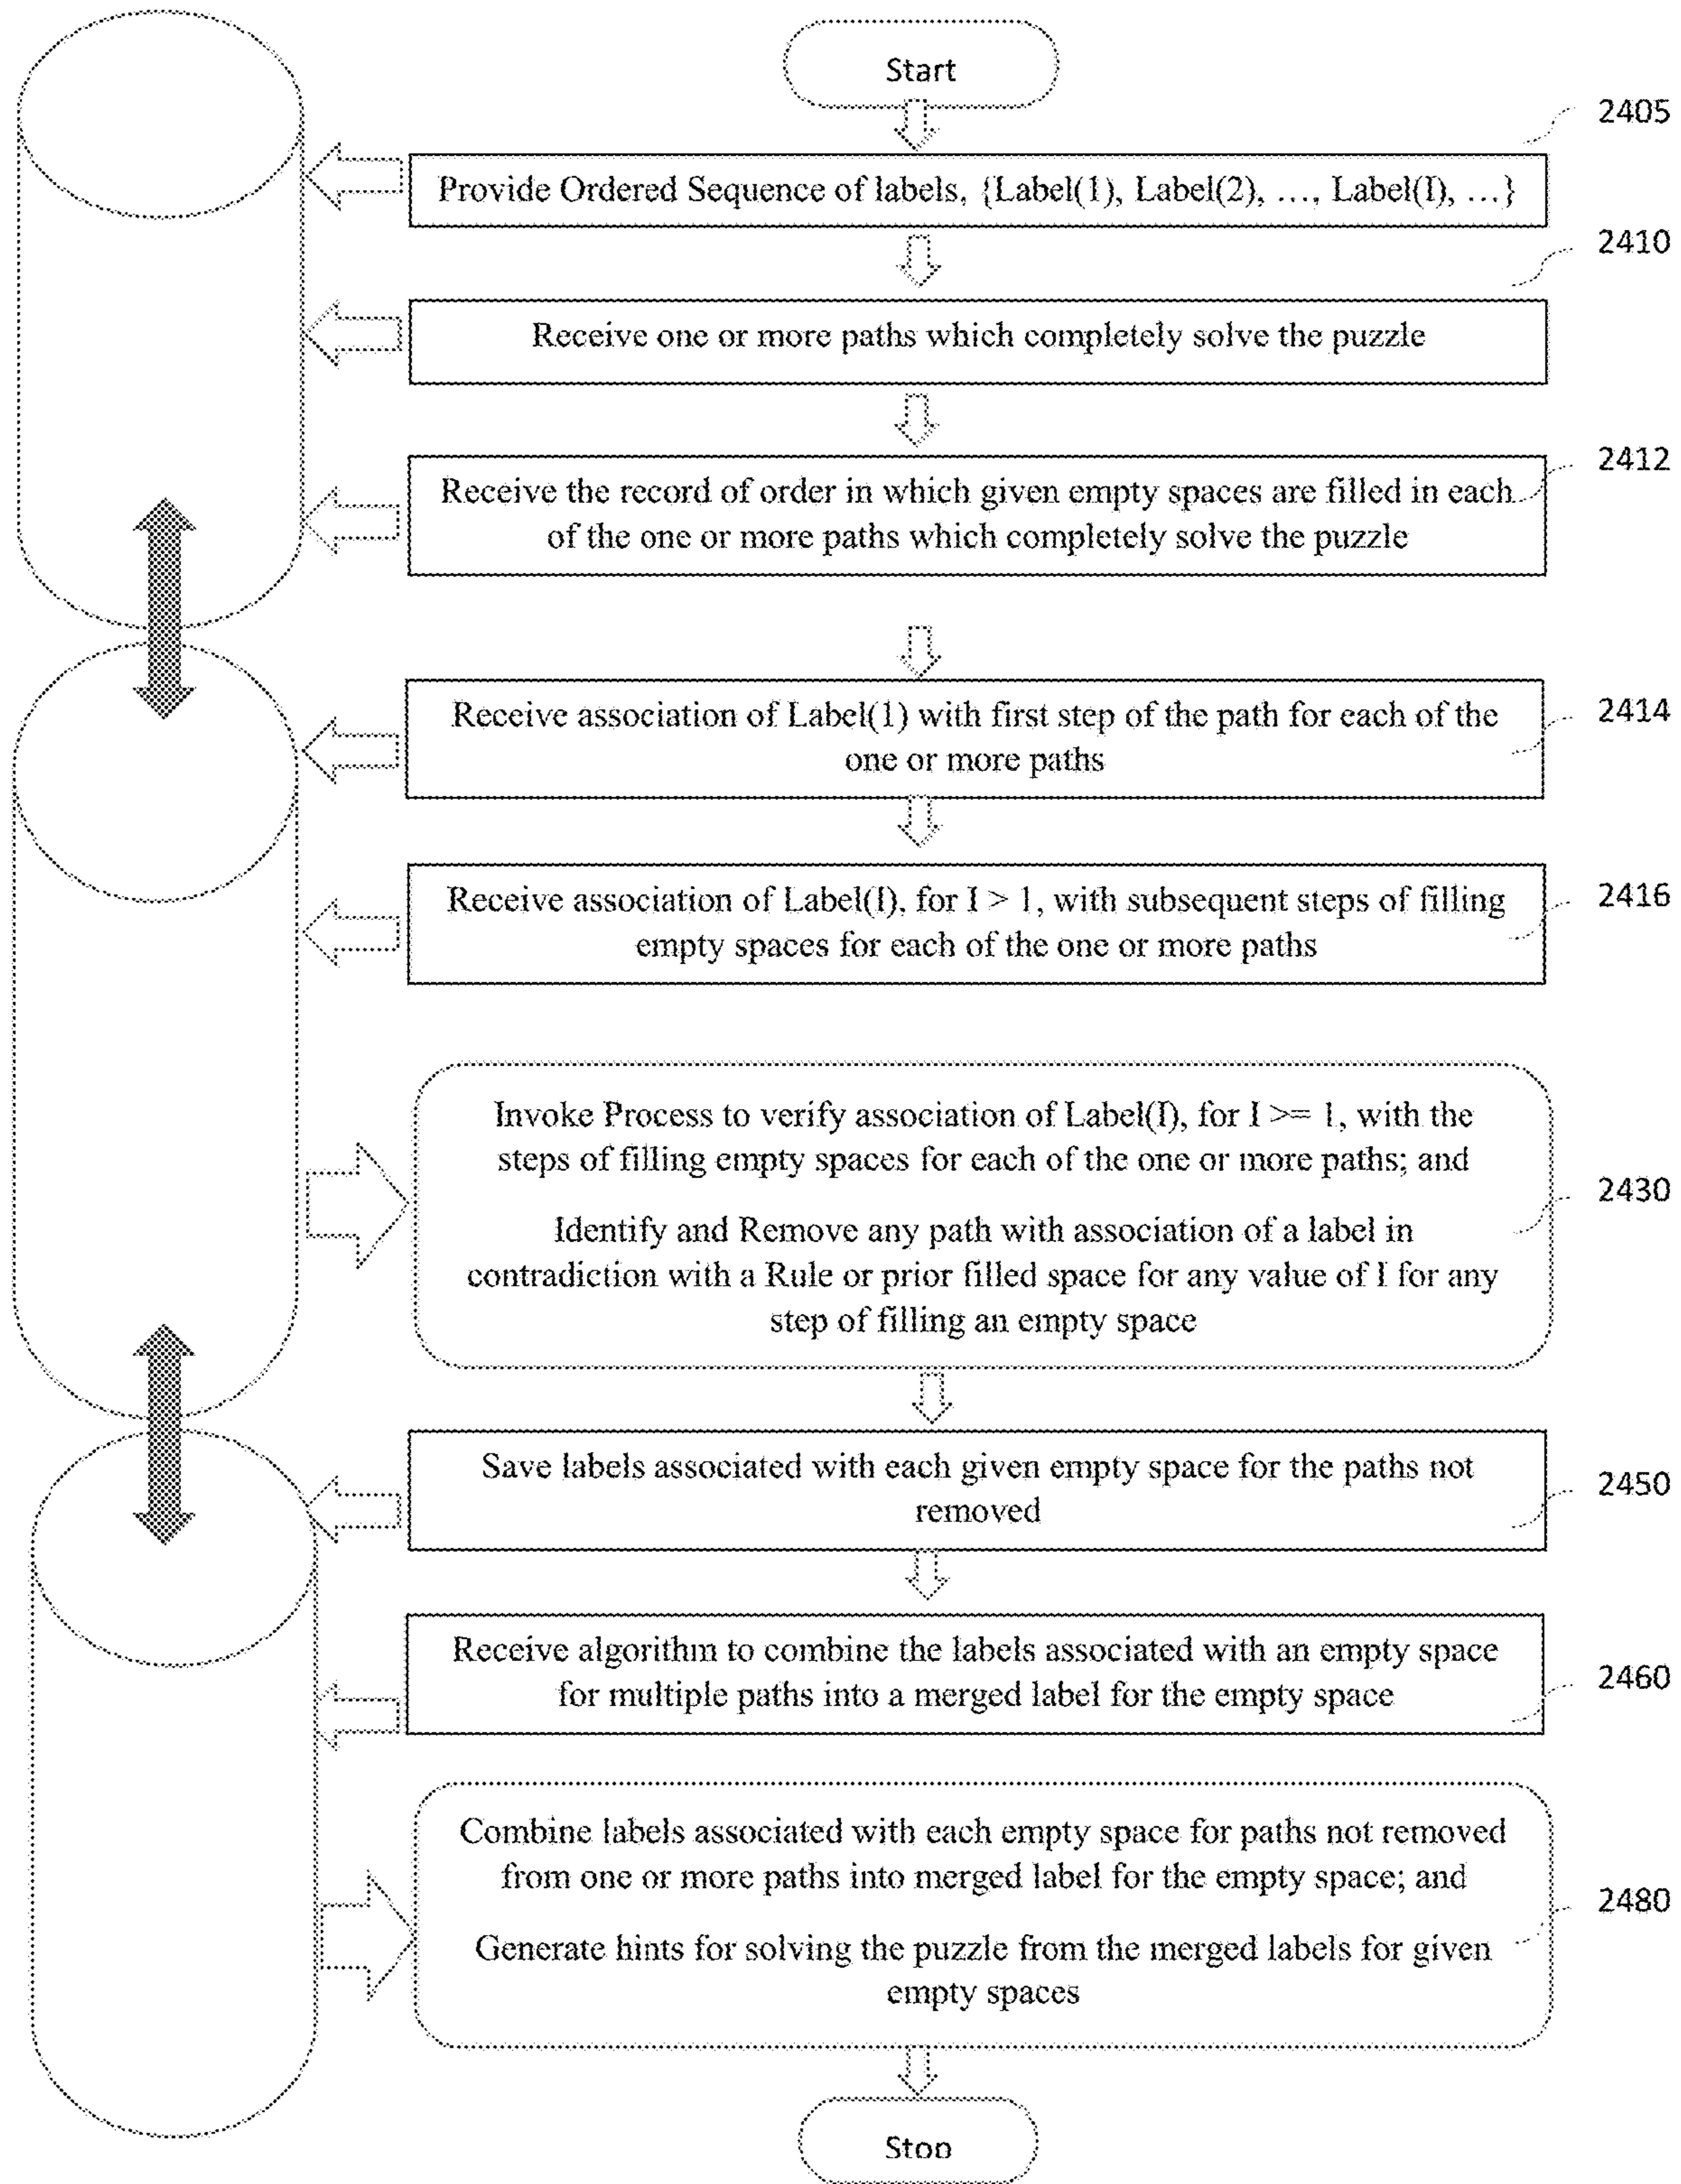 Start
2405
Provide Ordered Sequence of labels, {Label(1), Label(2), …, Label(I), …}
2410
Receive one or more paths which completely solve the puzzle
2412
Receive the record of order in which given empty spaces are filled in each
of the one or more paths which completely solve the puzzle
2414
Receive association of Label(1) with first step of the path for each of the
one or more paths
2416
Receive association of Label(I), for I > 1, with subsequent steps of filling
empty spaces for each of the one or more paths
Invoke Process to verify association of Label(I), for I >= 1, with the
steps of filling empty spaces for each of the one or more paths; and
2430
Identify and Remove any path with association of a label in
contradiction with a Rule or prior filled space for any value of I for any
step of filling an empty space
Save labels associated with each given empty space for the paths not
removed
2450
Receive algorithm to combine the labels associated with an empty space
for multiple paths into a merged label for the empty space
2460
Combine labels associated with each empty space for paths not removed
from one or more paths into merged label for the empty space; and
2480
Generate hints for solving the puzzle from the merged labels for given
empty spaces
Stop